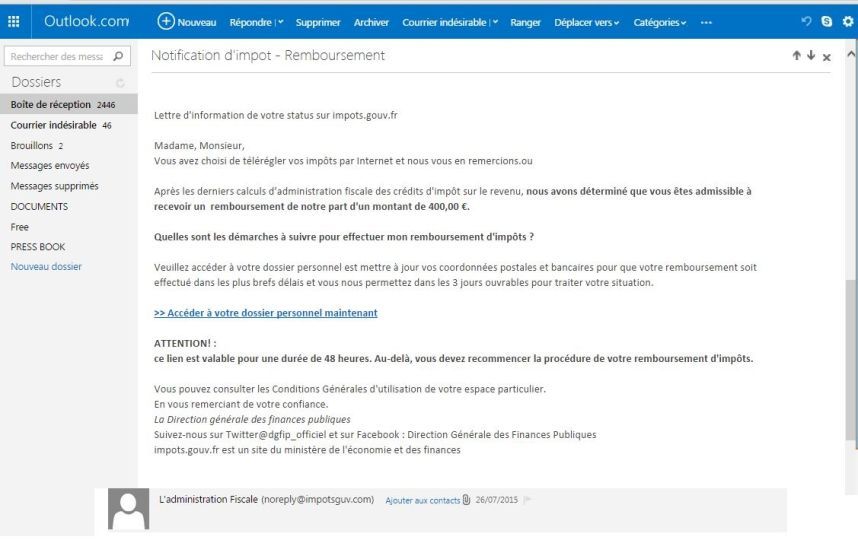 Outlook.com
Nouveau Répondre Supprimer Archiver Courrier indésirable Ranger Déplacer vers Catégories ...
Rechercher des messa
Notification d'impot - Remboursement
Dossiers
Boîte de réception 2446
Courrier indésirable 46
Brouillons 2
Messages envoyés
Messages supprimés
DOCUMENTS
Free
PRESS BOOK
Nouveau dossier
Lettre d'information de votre status sur impots.gouv.fr
Madame, Monsieur,
Vous avez choisi de télérégler vos impôts par Internet et nous vous en remercions.ou
Après les derniers calculs d'administration fiscale des crédits d'impôt sur le revenu, nous avons déterminé que vous êtes admissible à
recevoir un remboursement de notre part d'un montant de 400,00 €.
Quelles sont les démarches à suivre pour effectuer mon remboursement d'impôts ?
Veuillez accéder à votre dossier personnel est mettre à jour vos coordonnées postales et bancaires pour que votre remboursement soit
effectué dans les plus brefs délais et vous nous permettez dans les 3 jours ouvrables pour traiter votre situation.
>> Accéder à votre dossier personnel maintenant
ATTENTION! :
ce lien est valable pour une durée de 48 heures. Au-delà, vous devez recommencer la procédure de votre remboursement d'impôts.
Vous pouvez consulter les Conditions Générales d'utilisation de votre espace particulier.
En vous remerciant de votre confiance.
La Direction générale des finances publiques
Suivez-nous sur Twitter@dgfip_officiel et sur Facebook : Direction Générale des Finances Publiques
impots.gouv.fr est un site du ministère de l'économie et des finances
L'administration Fiscale (noreply@impotsguv.com) Ajouter aux contacts 26/07/2015